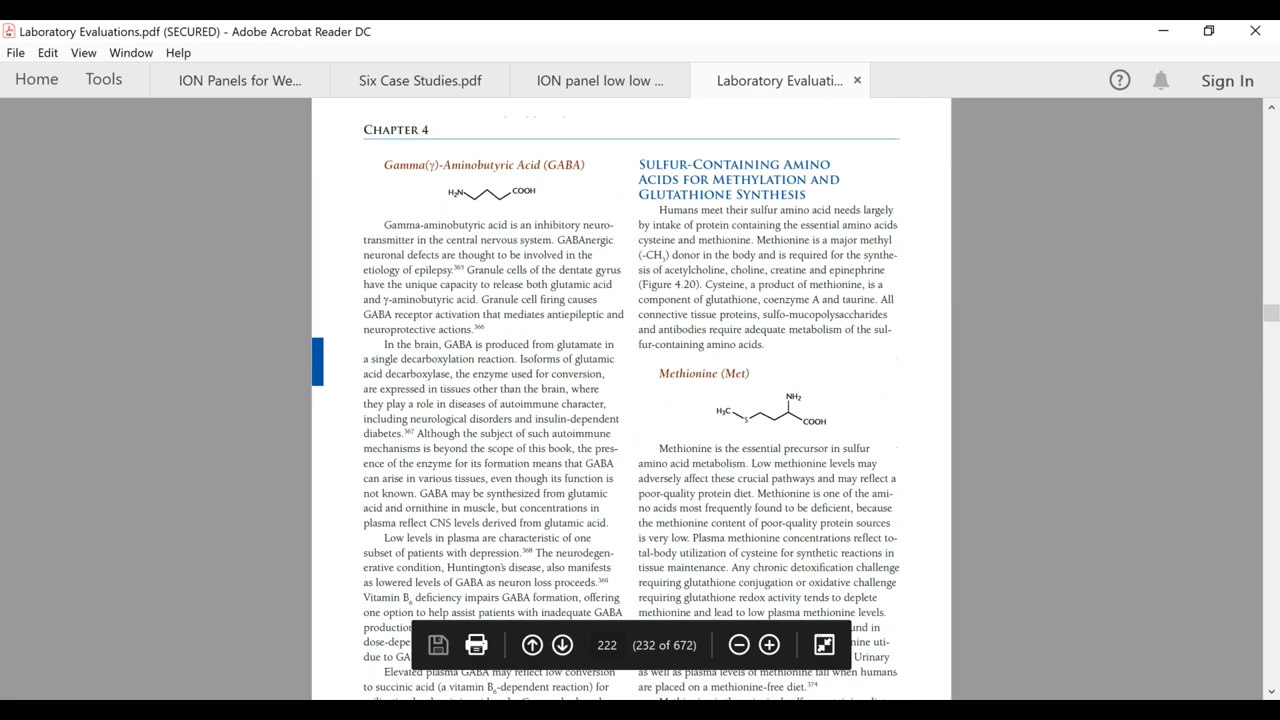 Laboratory Evaluations.pdf (SECURED) - Adobe Acrobat Reader DC
File Edit View Window Help
Home Tools ION Panels for We... Six Case Studies.pdf ION panel low low ... Laboratory Evaluati... × Sign In
CHAPTER 4
Gamma(γ)-Aminobutyric Acid (GABA)
H₂N COOH
Gamma-aminobutyric acid is an inhibitory neuro-
transmitter in the central nervous system. GABAnergic
neuronal defects are thought to be involved in the
etiology of epilepsy.³⁶⁵ Granule cells of the dentate gyrus
have the unique capacity to release both glutamic acid
and γ-aminobutyric acid. Granule cell firing causes
GABA receptor activation that mediates antiepileptic and
neuroprotective actions.³⁶⁶
In the brain, GABA is produced from glutamate in
a single decarboxylation reaction. Isoforms of glutamic
acid decarboxylase, the enzyme used for conversion,
are expressed in tissues other than the brain, where
they play a role in diseases of autoimmune character,
including neurological disorders and insulin-dependent
diabetes.³⁶⁷ Although the subject of such autoimmune
mechanisms is beyond the scope of this book, the pres-
ence of the enzyme for its formation means that GABA
can arise in various tissues, even though its function is
not known. GABA may be synthesized from glutamic
acid and ornithine in muscle, but concentrations in
plasma reflect CNS levels derived from glutamic acid.
Low levels in plasma are characteristic of one
subset of patients with depression.³⁶⁸ The neurodegen-
erative condition, Huntington's disease, also manifests
as lowered levels of GABA as neuron loss proceeds.³⁶⁹
Vitamin B₆ deficiency impairs GABA formation, offering
one option to help assist patients with inadequate GABA
production
dose-depe
due to GA
Elevated plasma GABA may reflect low conversion
to succinic acid (a vitamin B₆-dependent reaction) for
SULFUR-CONTAINING AMINO
ACIDS FOR METHYLATION AND
GLUTATHIONE SYNTHESIS
Humans meet their sulfur amino acid needs largely
by intake of protein containing the essential amino acids
cysteine and methionine. Methionine is a major methyl
(-CH₃) donor in the body and is required for the synthe-
sis of acetylcholine, choline, creatine and epinephrine
(Figure 4.20). Cysteine, a product of methionine, is a
component of glutathione, coenzyme A and taurine. All
connective tissue proteins, sulfo-mucopolysaccharides
and antibodies require adequate metabolism of the sul-
fur-containing amino acids.
Methionine (Met)
NH₂
H₃C S COOH
Methionine is the essential precursor in sulfur
amino acid metabolism. Low methionine levels may
adversely affect these crucial pathways and may reflect a
poor-quality protein diet. Methionine is one of the ami-
no acids most frequently found to be deficient, because
the methionine content of poor-quality protein sources
is very low. Plasma methionine concentrations reflect to-
tal-body utilization of cysteine for synthetic reactions in
tissue maintenance. Any chronic detoxification challenge
requiring glutathione conjugation or oxidative challenge
requiring glutathione redox activity tends to deplete
methionine and lead to low plasma methionine levels.
und in
nine uti-
Urinary
as well as plasma levels of methionine fall when humans
are placed on a methionine-free diet.³⁷⁴
222 (232 of 672)